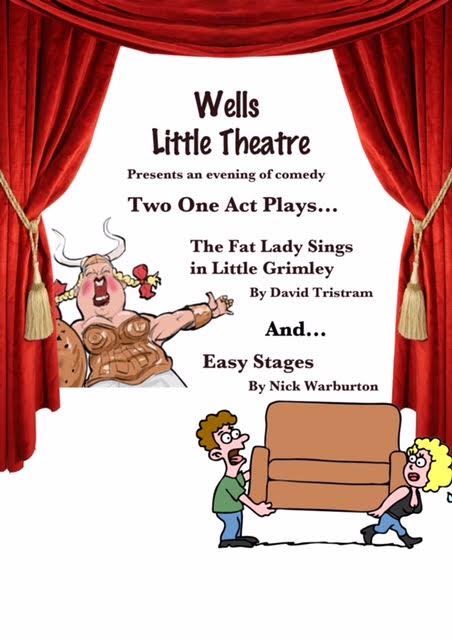 Wells
Little Theatre
Presents an evening of comedy
Two One Act Plays...
The Fat Lady Sings
in Little Grimley
By David Tristram
And...
Easy Stages
By Nick Warburton